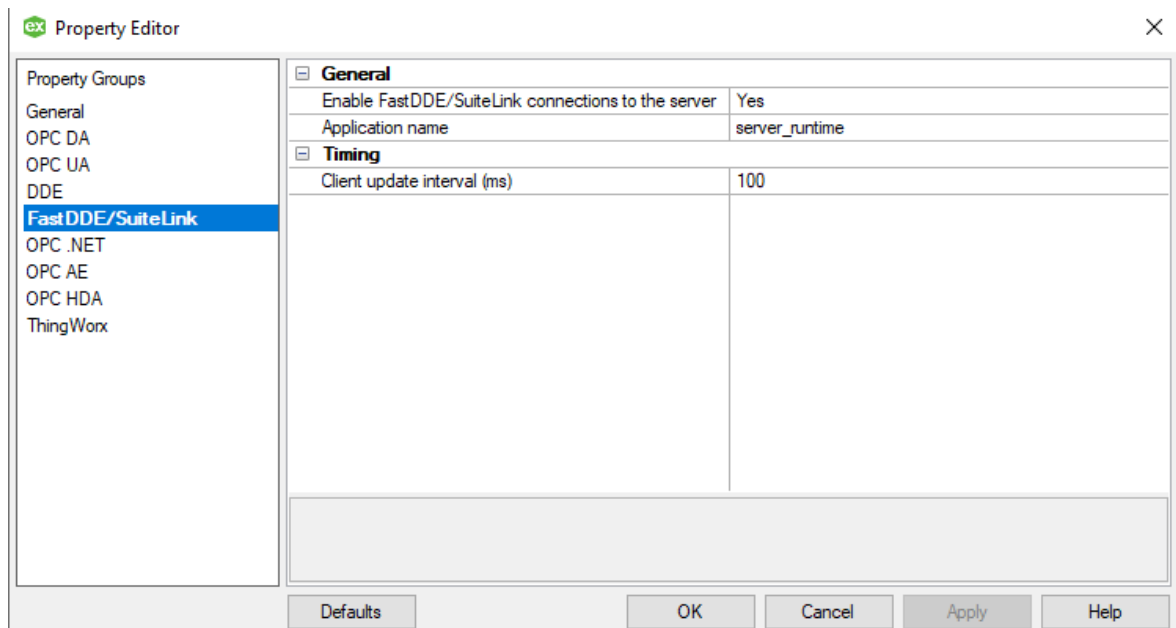 ex Property Editor
Property Groups
General
OPC DA
OPC UA
DDE
FastDDE/SuiteLink
OPC .NET
OPC AE
OPC HDA
ThingWorx
General
Enable FastDDE/SuiteLink connections to the server Yes
Application name server_runtime
Timing
Client update interval (ms) 100
Defaults OK Cancel Apply Help